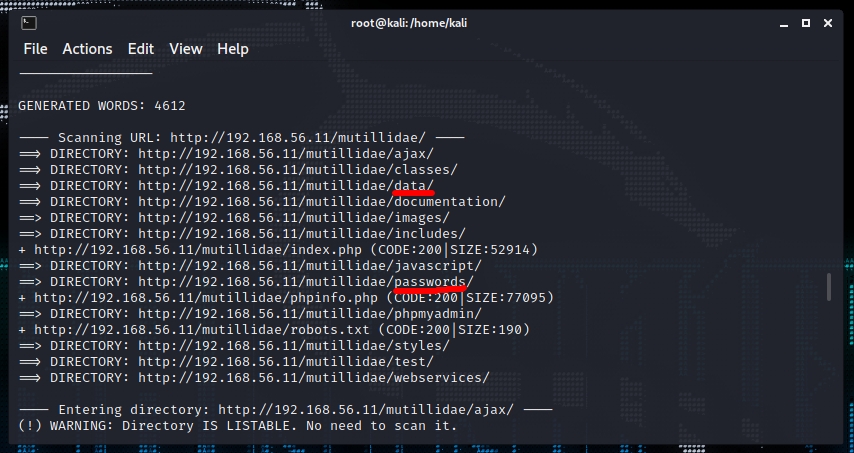 root@kali: /home/kali
File Actions Edit View Help
GENERATED WORDS: 4612
---- Scanning URL: http://192.168.56.11/mutillidae/ ----
==> DIRECTORY: http://192.168.56.11/mutillidae/ajax/
==> DIRECTORY: http://192.168.56.11/mutillidae/classes/
==> DIRECTORY: http://192.168.56.11/mutillidae/data/
==> DIRECTORY: http://192.168.56.11/mutillidae/documentation/
==> DIRECTORY: http://192.168.56.11/mutillidae/images/
==> DIRECTORY: http://192.168.56.11/mutillidae/includes/
+ http://192.168.56.11/mutillidae/index.php (CODE:200|SIZE:52914)
==> DIRECTORY: http://192.168.56.11/mutillidae/javascript/
==> DIRECTORY: http://192.168.56.11/mutillidae/passwords/
+ http://192.168.56.11/mutillidae/phpinfo.php (CODE:200|SIZE:77095)
==> DIRECTORY: http://192.168.56.11/mutillidae/phpmyadmin/
+ http://192.168.56.11/mutillidae/robots.txt (CODE:200|SIZE:190)
==> DIRECTORY: http://192.168.56.11/mutillidae/styles/
==> DIRECTORY: http://192.168.56.11/mutillidae/test/
==> DIRECTORY: http://192.168.56.11/mutillidae/webservices/
---- Entering directory: http://192.168.56.11/mutillidae/ajax/ ----
(!) WARNING: Directory IS LISTABLE. No need to scan it.